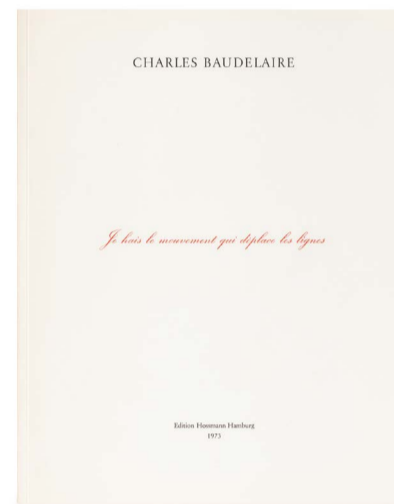 CHARLES BAUDELAIRE
Je hais le mouvement qui déplace les lignes
Edition Hossmann Hamburg
1973